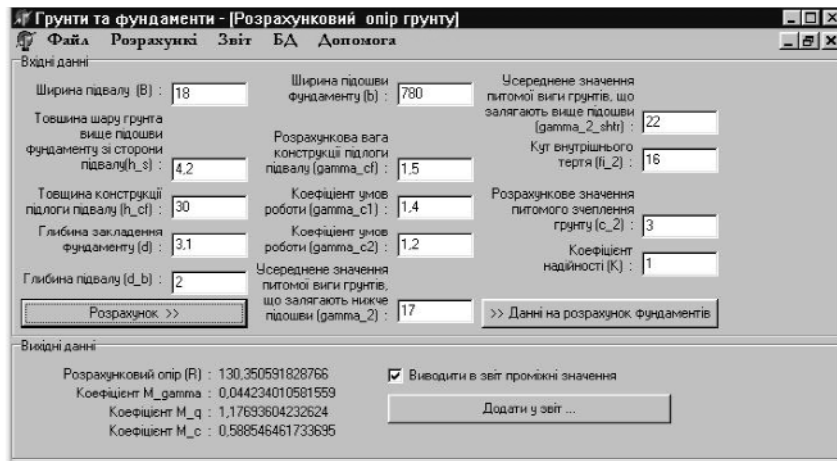 Грунти та фундаменти - [Розрахунковий опір грунту]
Файл Розрахункі Звіт БД Допомога
Вхідні данні
Ширина підвалу (B) : 18
Товшина шару грунта
вище підошви
фундаменту зі сторони
підвалу(h_s) : 4,2
Товщина конструкції
підлоги підвалу (h_cf) : 30
Глибина закладення
фундаменту (d) : 3,1
Глибина підвалу (d_b) : 2
Розрахунок >>
Ширина підошви
фундаменту (b) : 780
Розрахункова вага
конструкції підлоги
підвалу (gamma_cf) : 1,5
Коефіцієнт умов
роботи (gamma_c1) : 1,4
Коефіцієнт умов
роботи (gamma_c2) : 1,2
Усереднене значення
питомої виги грунтів,
що залягають нижче
підошви (gamma_2) : 17
Усереднене значення
питомої виги грунтів, що
залягають вище підошви
(gamma_2_shtr) : 22
Кут внутрішнього
тертя (fi_2) : 16
Розрахункове значення
питомого зчеплення
грунту (c_2) : 3
Коефіцієнт
надійності (K) : 1
>> Данні на розрахунок фундаментів
Вихідні данні
Розрахунковий опір (R) : 130,350591828766
Коефіцієнт M_gamma : 0,044234010581559
Коефіцієнт M_q : 1,17693604232624
Коефіцієнт M_c : 0,588546461733695
Виводити в звіт проміжні значення
Додати у звіт ...